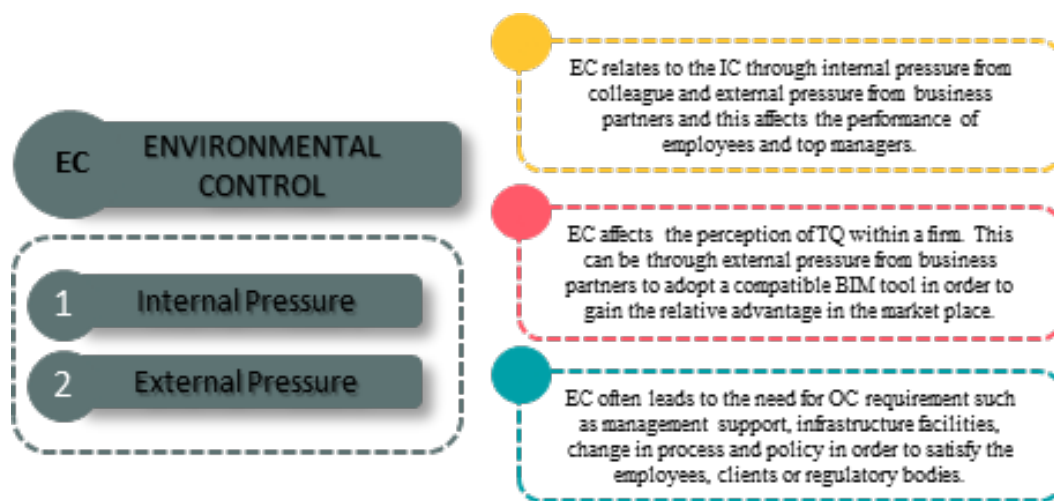 EC
ENVIRONMENTAL
CONTROL
1
Internal Pressure
2
External Pressure
EC relates to the IC through internal pressure from
colleague and external pressure from business
partners and this affects the performance of
employees and top managers.
EC affects the perception of TQ within a firm. This
can be through external pressure from business
partners to adopt a compatible BIM tool in order to
gain the relative advantage in the market place.
EC often leads to the need for OC requirement such
as management support, infrastructure facilities,
change in process and policy in order to satisfy the
employees, clients or regulatory bodies.